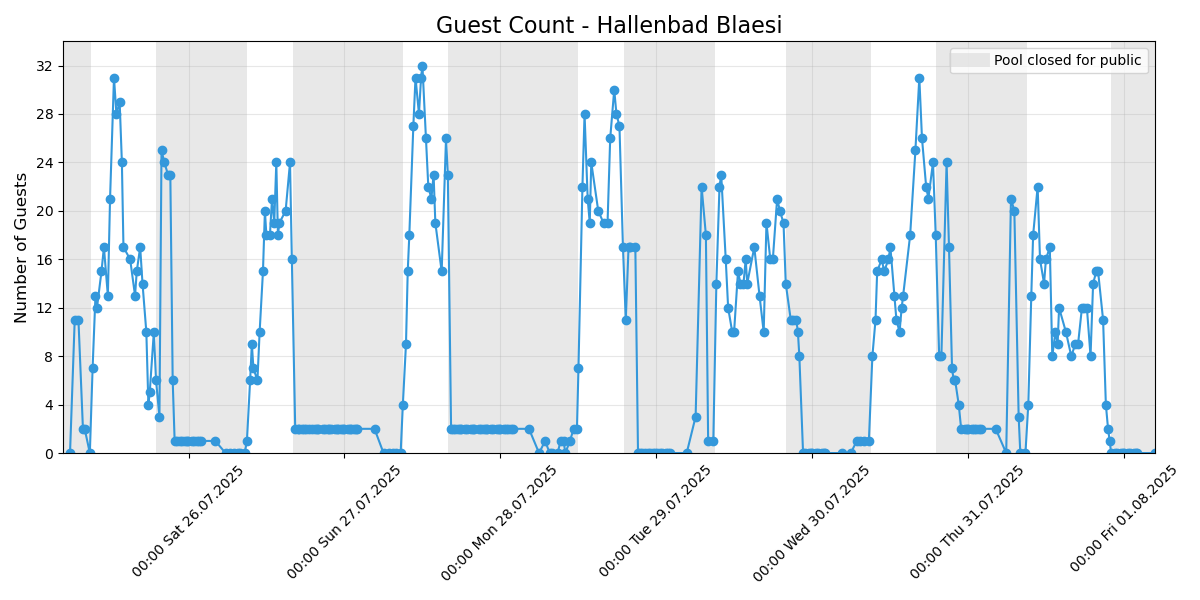 Guest Count - Hallenbad Blaesi
Pool closed for public
Number of Guests
32
28
24
20
16
12
8
4
0
00:00 Sat 26.07.2025
00:00 Sun 27.07.2025
00:00 Mon 28.07.2025
00:00 Tue 29.07.2025
00:00 Wed 30.07.2025
00:00 Thu 31.07.2025
00:00 Fri 01.08.2025